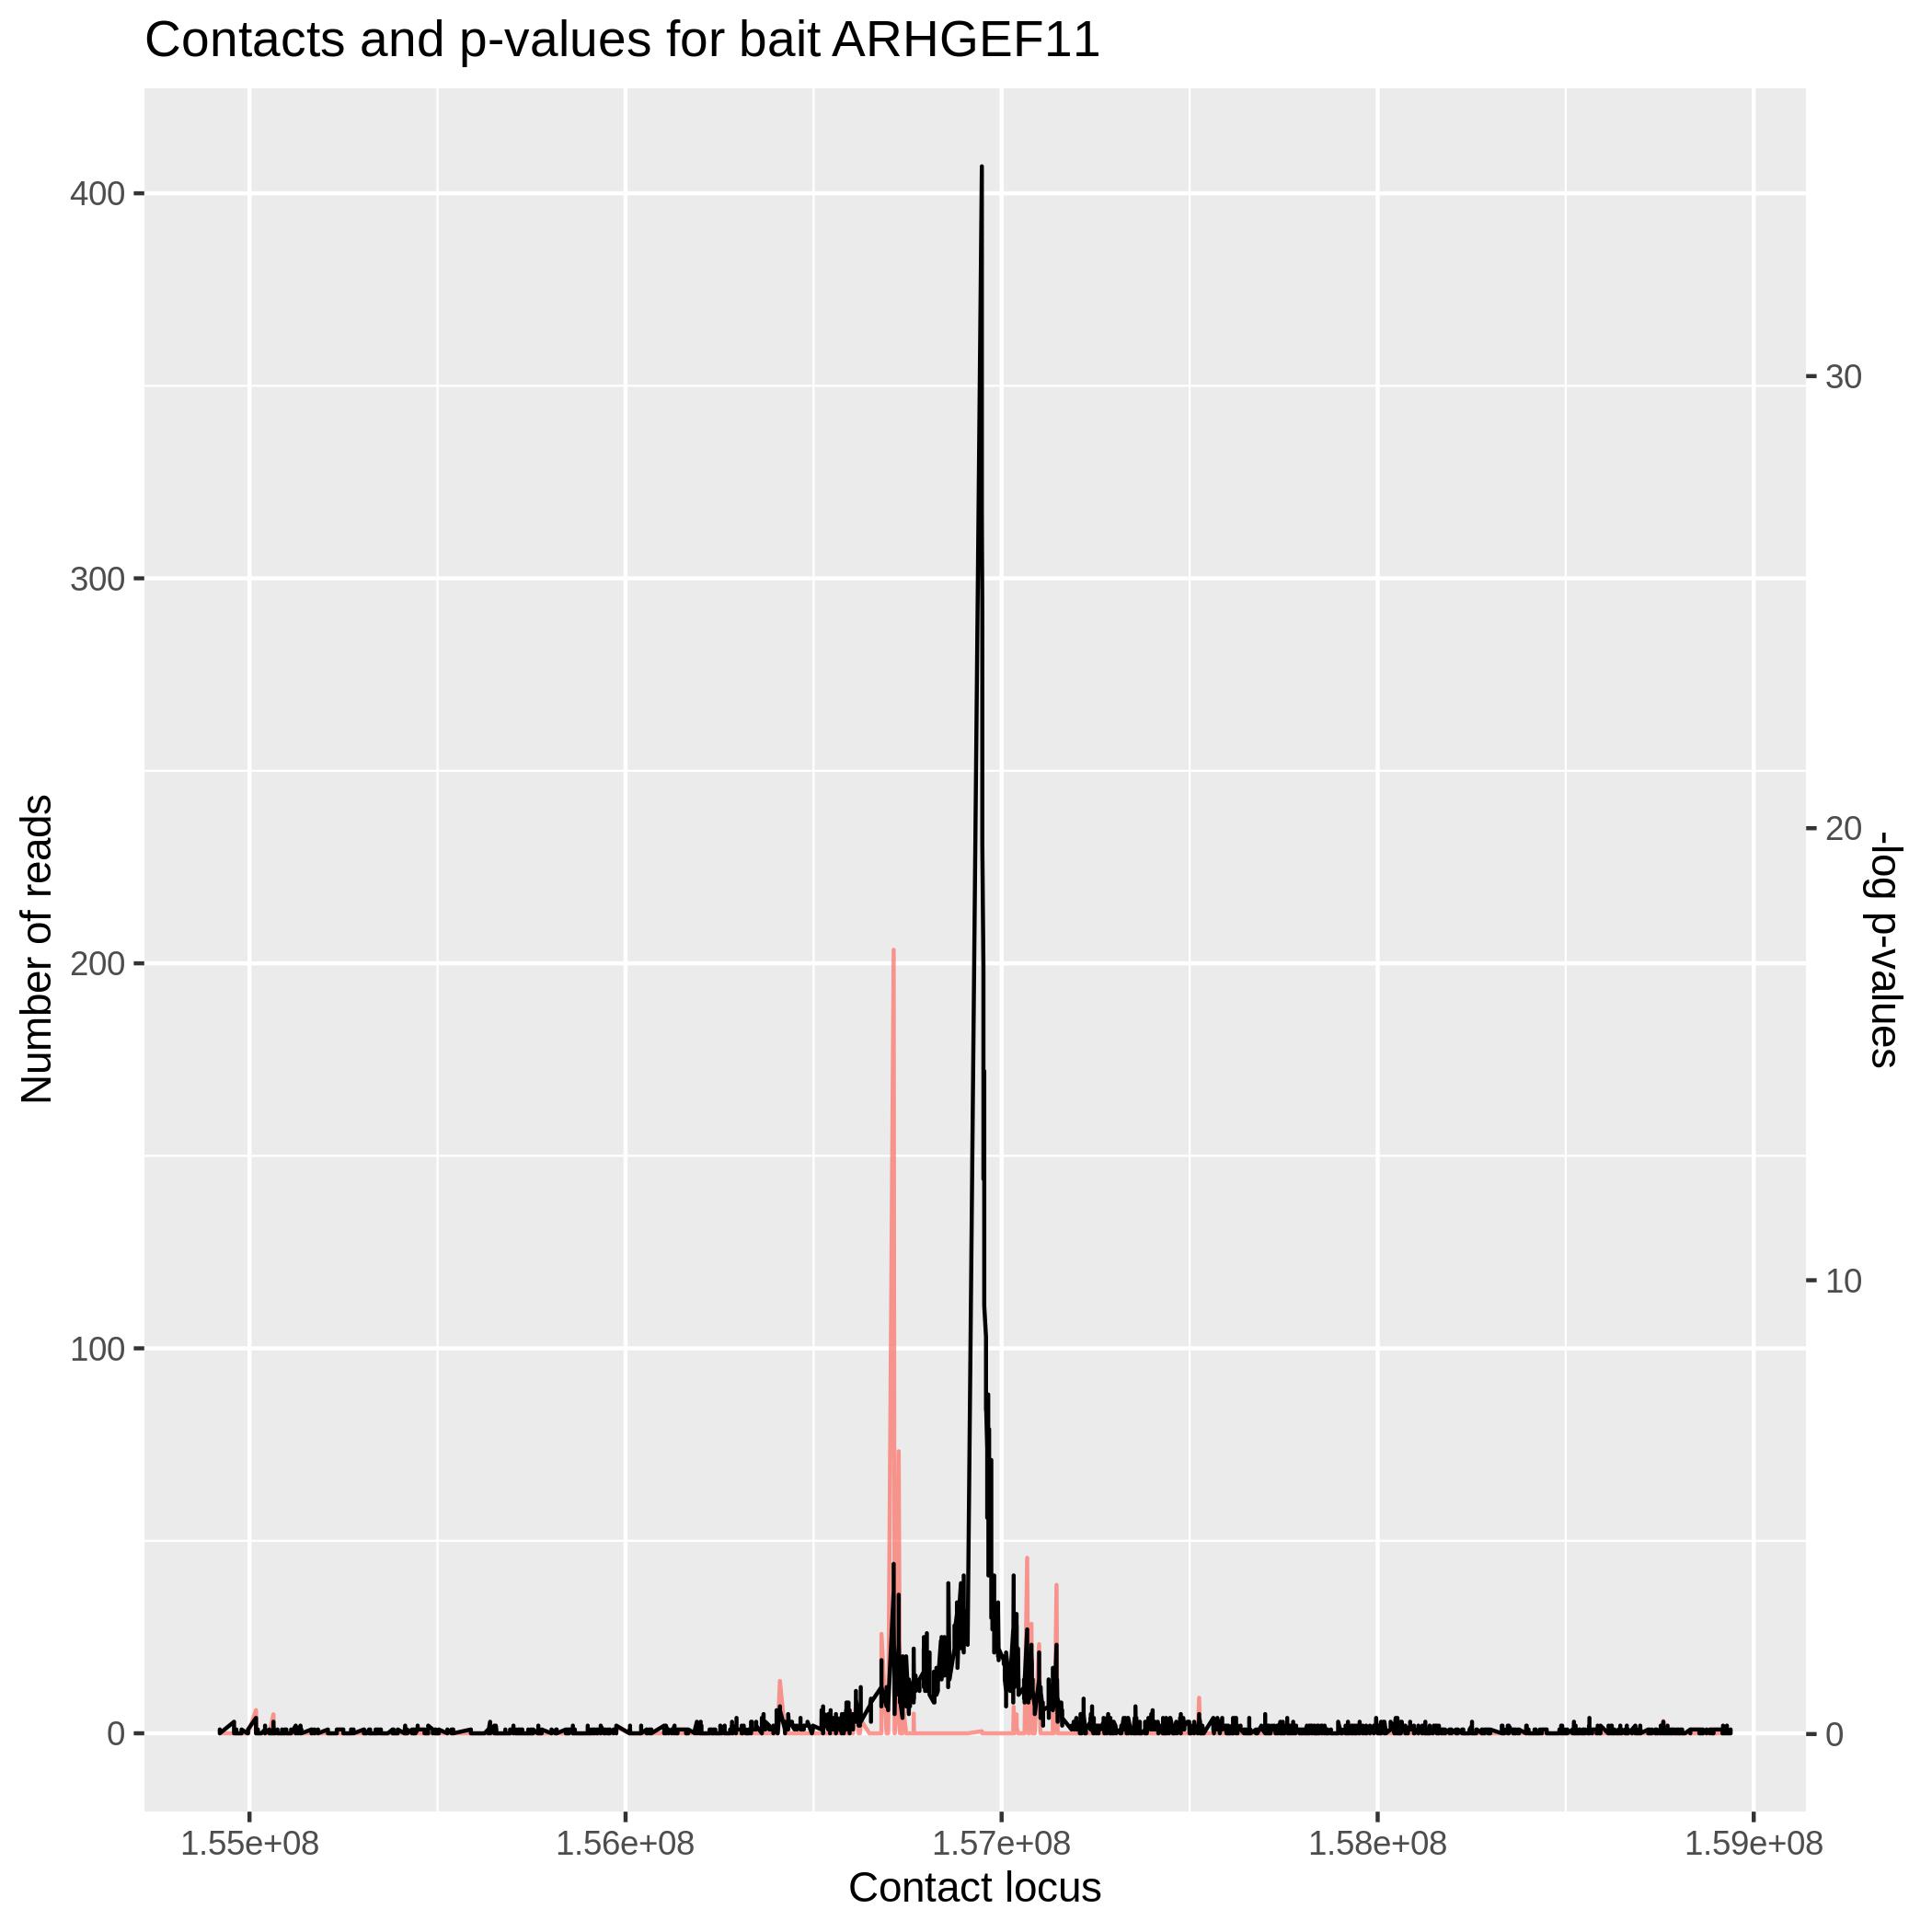 Contacts and p-values for bait ARHGEF11
400
300
200
100
0
Number of reads
30
20
10
0
-log p-values
1.55e+08
1.56e+08
1.57e+08
1.58e+08
1.59e+08
Contact locus